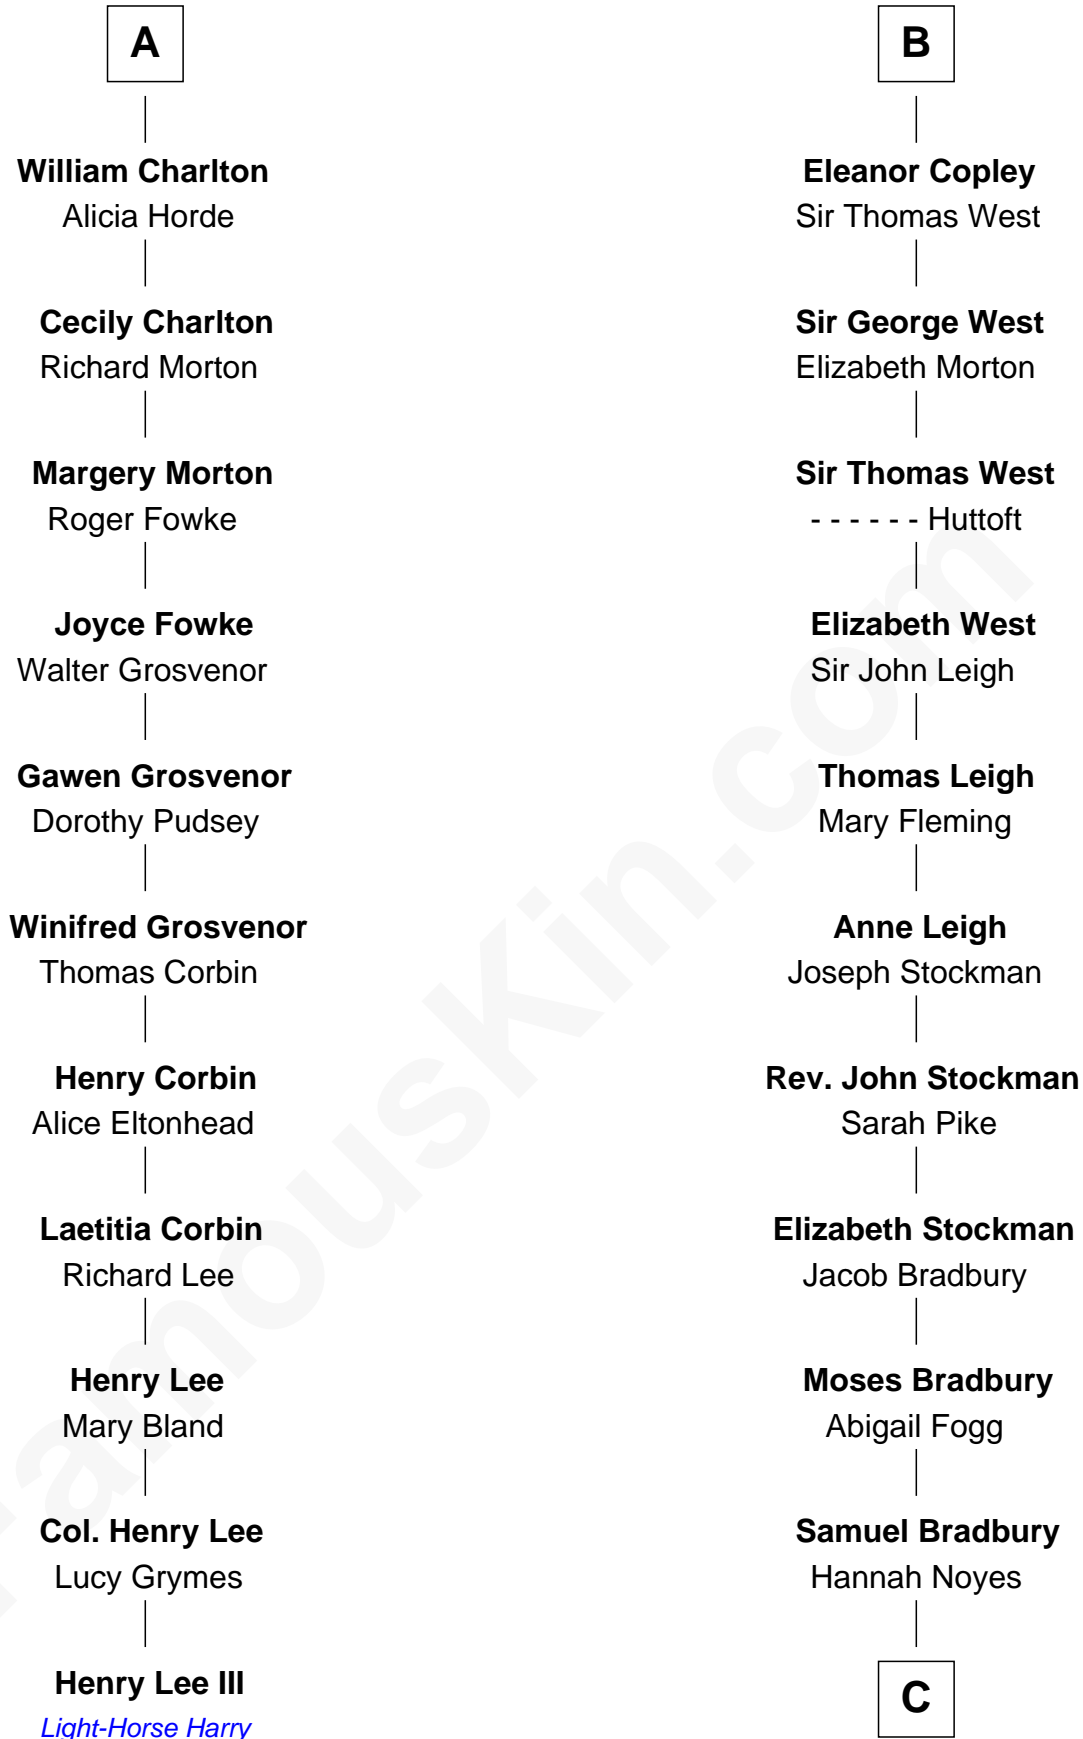 A
William Charlton
Alicia Horde
Cecily Charlton
Richard Morton
Margery Morton
Roger Fowke
Joyce Fowke
Walter Grosvenor
Gawen Grosvenor
Dorothy Pudsey
Winifred Grosvenor
Thomas Corbin
Henry Corbin
Alice Eltonhead
Laetitia Corbin
Richard Lee
Henry Lee
Mary Bland
Col. Henry Lee
Lucy Grymes
Henry Lee III
Light-Horse Harry
B
Eleanor Copley
Sir Thomas West
Sir George West
Elizabeth Morton
Sir Thomas West
- - - - - - Huttoft
Elizabeth West
Sir John Leigh
Thomas Leigh
Mary Fleming
Anne Leigh
Joseph Stockman
Rev. John Stockman
Sarah Pike
Elizabeth Stockman
Jacob Bradbury
Moses Bradbury
Abigail Fogg
Samuel Bradbury
Hannah Noyes
C
FamousKin.com